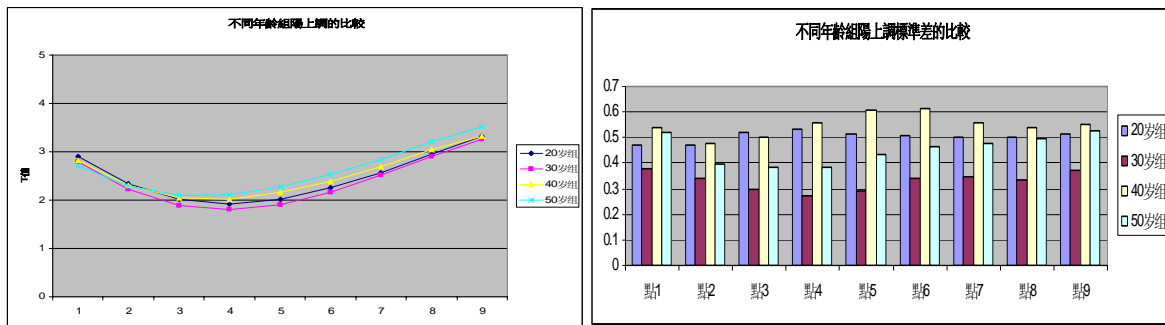 不同年齡組陽上調的比較
5
4
3
2
1
0
T值
1 2 3 4 5 6 7 8 9
20岁组
30岁组
40岁组
50岁组
不同年齡組陽上調標準差的比較
0.7
0.6
0.5
0.4
0.3
0.2
0.1
0
點1 點2 點3 點4 點5 點6 點7 點8 點9
20岁组
30岁组
40岁组
50岁组